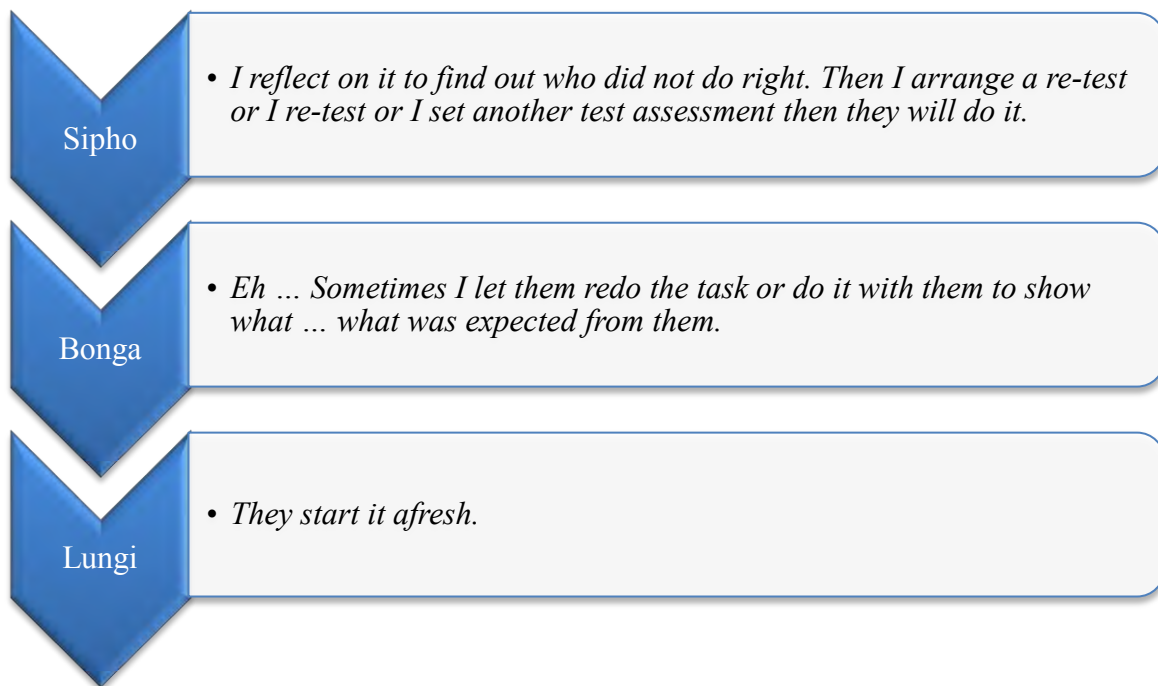 Sipho
• I reflect on it to find out who did not do right. Then I arrange a re-test
or I re-test or I set another test assessment then they will do it.
Bonga
• Eh … Sometimes I let them redo the task or do it with them to show
what … what was expected from them.
Lungi
• They start it afresh.